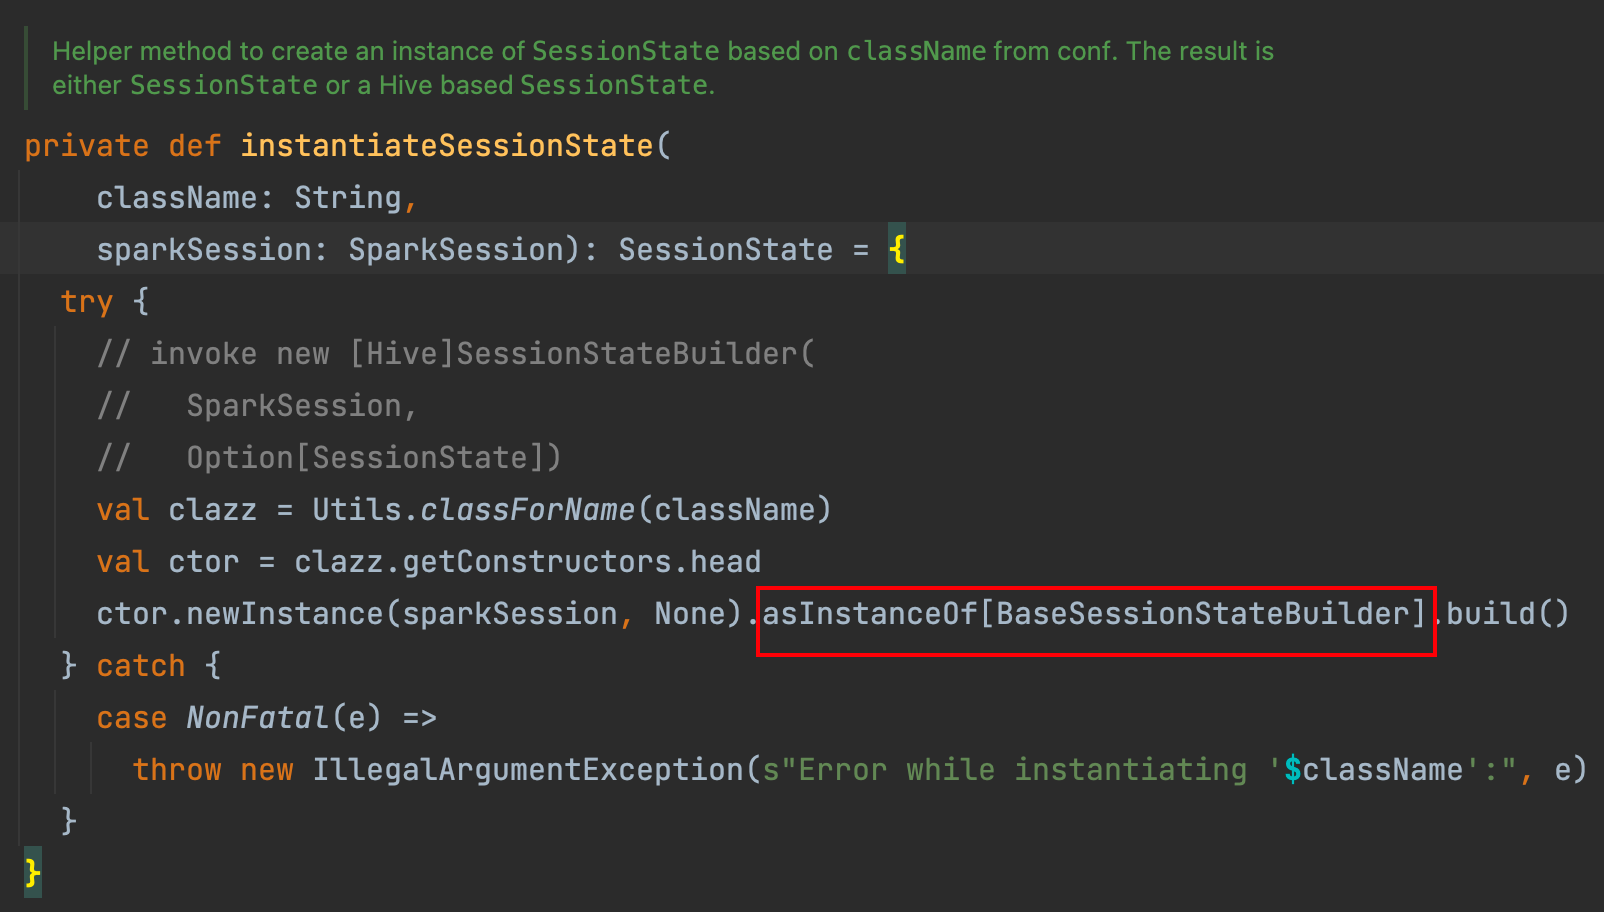 Helper method to create an instance of SessionState based on className from conf. The result is
either SessionState or a Hive based SessionState.
private def instantiateSessionState(
    className: String,
    sparkSession: SparkSession): SessionState = {
  try {
    // invoke new [Hive]SessionStateBuilder(
    //   SparkSession,
    //   Option[SessionState])
    val clazz = Utils.classForName(className)
    val ctor = clazz.getConstructors.head
    ctor.newInstance(sparkSession, None).asInstanceOf[BaseSessionStateBuilder].build()
  } catch {
    case NonFatal(e) =>
      throw new IllegalArgumentException(s"Error while instantiating '$className':", e)
  }
}